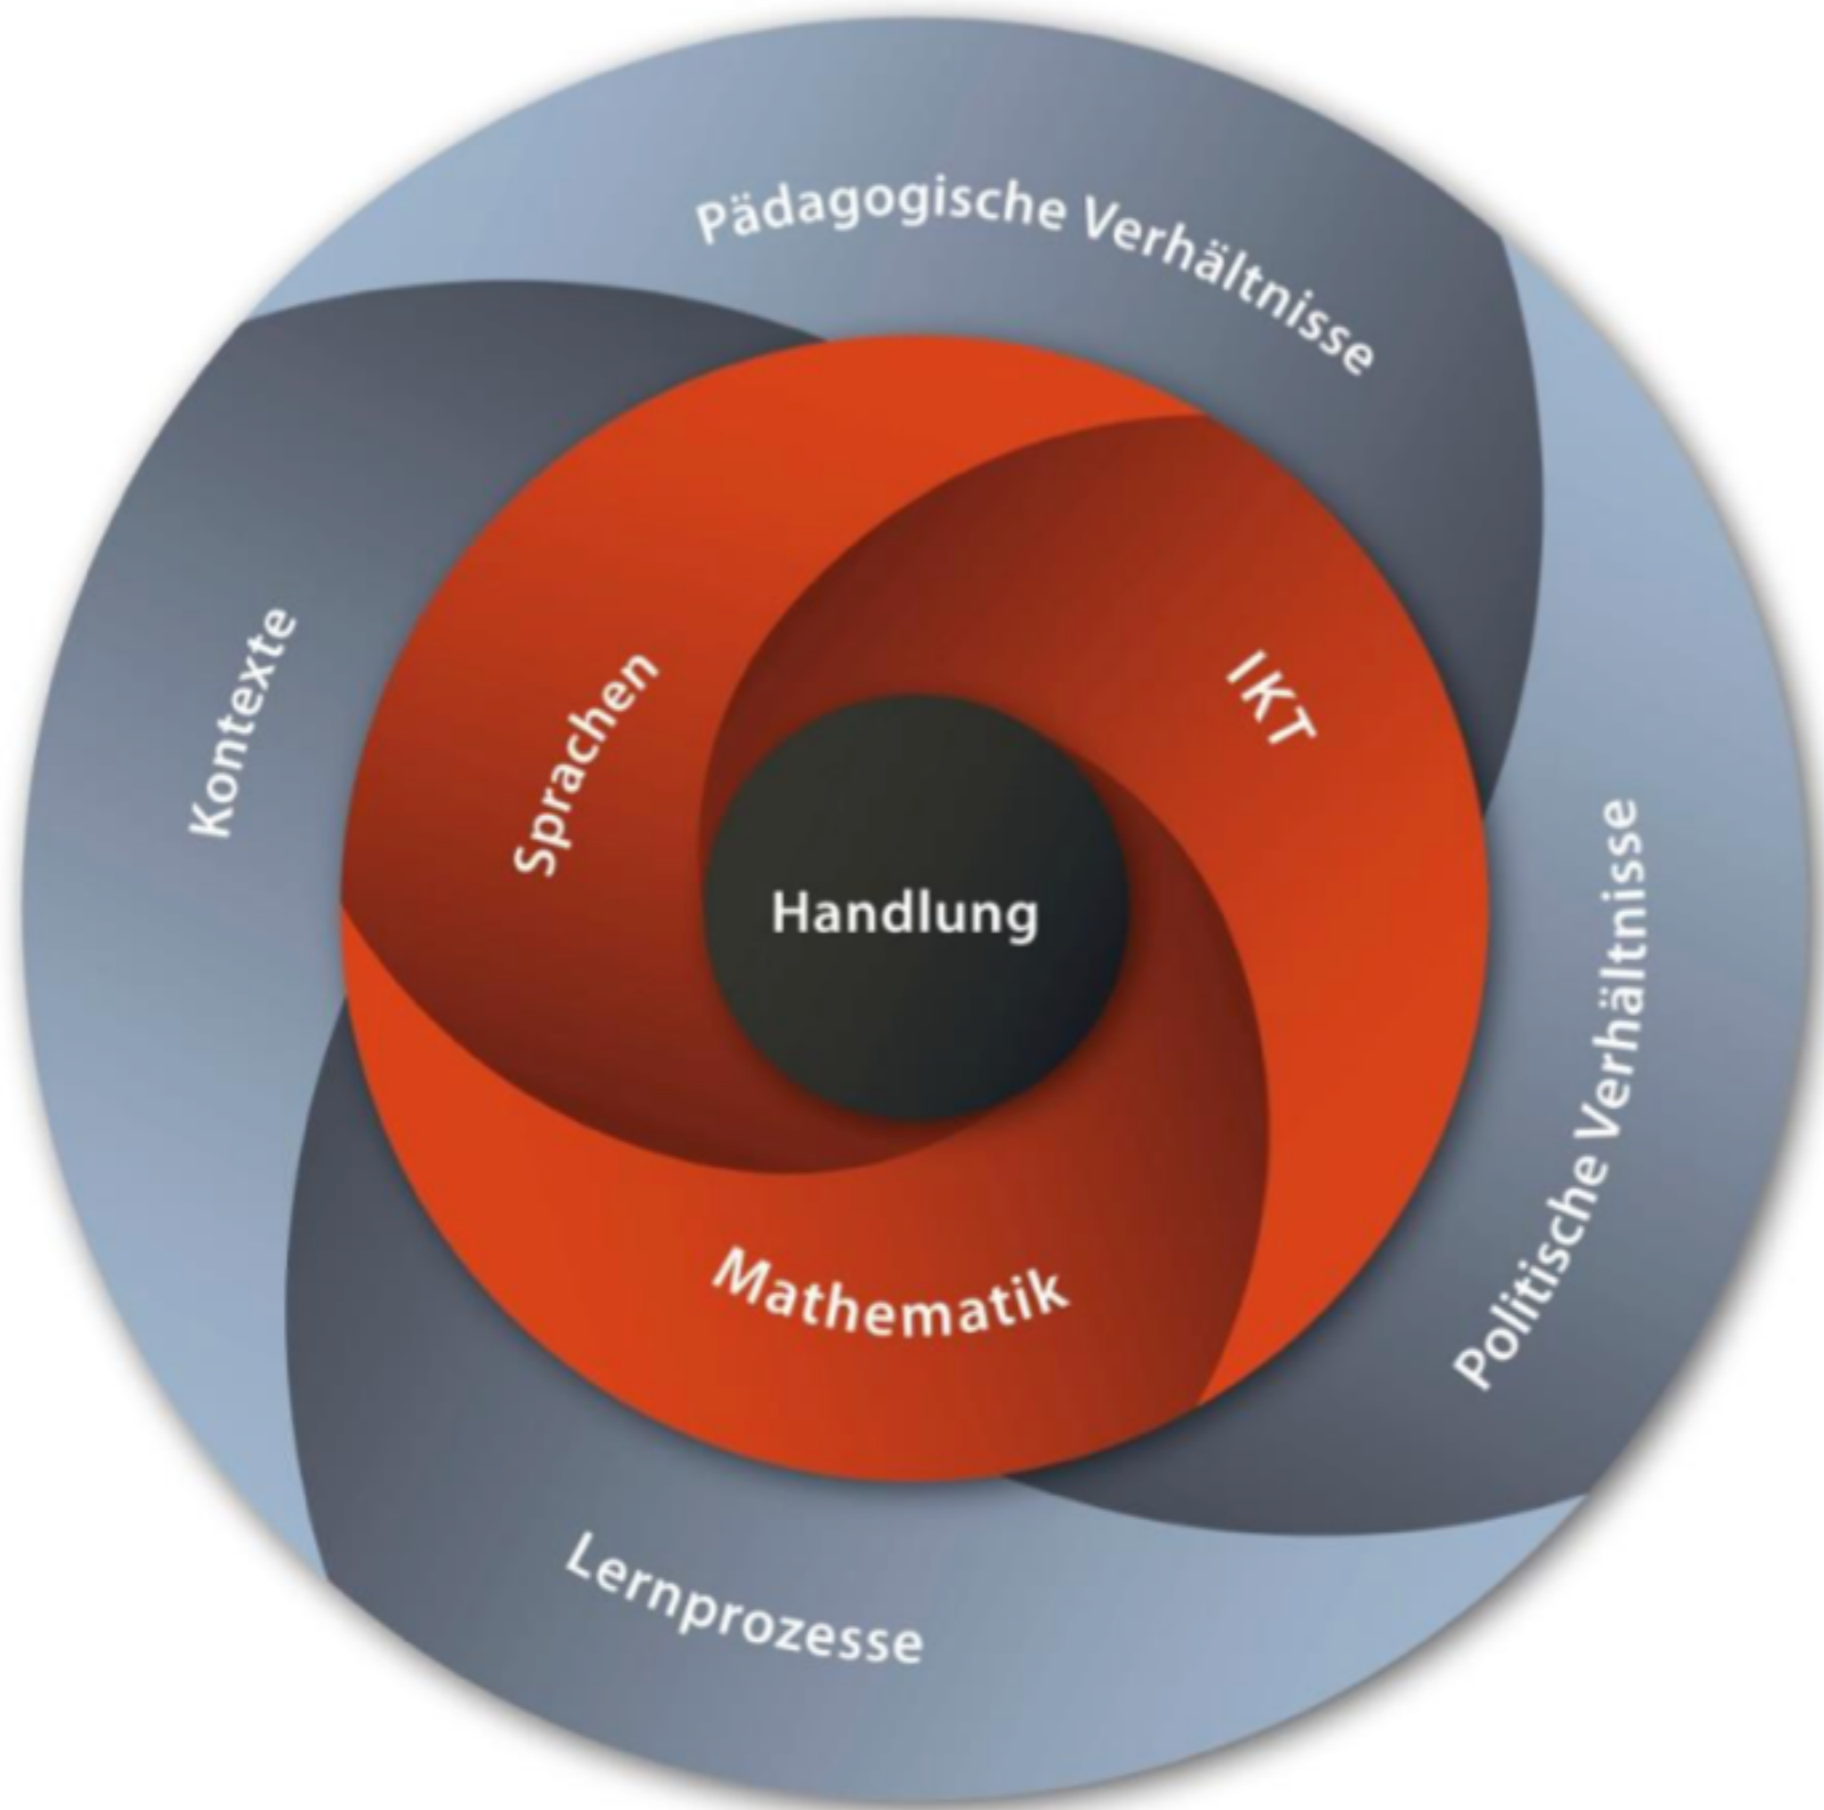 Pädagogische Verhältnisse
Kontexte
Sprachen
IKT
Handlung
Politische Verhältnisse
Mathematik
Lernprozesse